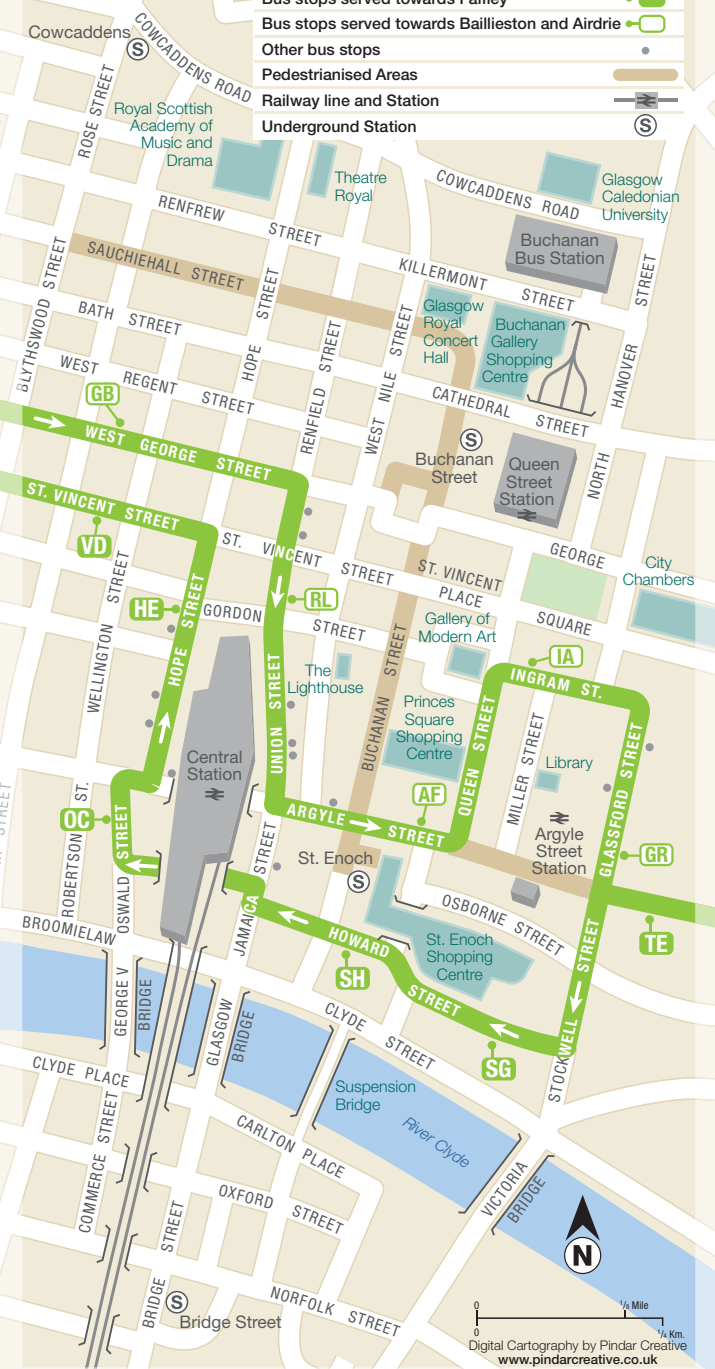 Bus stops served towards Paisley
Bus stops served towards Baillieston and Airdrie
Other bus stops
Pedestrianised Areas
Railway line and Station
Underground Station
S
Cowcaddens
S
COWCADDENS ROAD
ROSE STREET
Royal Scottish
Academy of
Music and
Drama
Theatre
Royal
COWCADDENS ROAD
Glasgow
Caledonian
University
RENFREW STREET
Buchanan
Bus Station
SAUCHIEHALL STREET
KILLERMONT STREET
BLYTHSWOOD STREET
BATH STREET
HOPE STREET
RENFIELD STREET
WEST NILE STREET
Glasgow
Royal
Concert
Hall
Buchanan
Gallery
Shopping
Centre
NORTH HANOVER STREET
WEST REGENT STREET
CATHEDRAL STREET
GB
WEST GEORGE STREET
S
Buchanan
Street
Queen
Street
Station
ST. VINCENT STREET
VD
ST. VINCENT STREET
ST. VINCENT
PLACE
GEORGE
SQUARE
City
Chambers
WELLINGTON STREET
HE
HOPE STREET
GORDON STREET
RL
Gallery of
Modern Art
IA
INGRAM ST.
The
Lighthouse
UNION STREET
BUCHANAN STREET
Princes
Square
Shopping
Centre
QUEEN STREET
MILLER STREET
Library
GLASSFORD STREET
Central
Station
AF
ARGYLE STREET
Argyle
Street
Station
GR
STREET
OC
OSWALD STREET
ROBERTSON ST.
St. Enoch
S
JAMAICA STREET
OSBORNE STREET
TE
BROOMIELAW
HOWARD STREET
SH
St. Enoch
Shopping
Centre
SG
STOCKWELL STREET
GEORGE V
BRIDGE
GLASGOW
BRIDGE
CLYDE STREET
CLYDE PLACE
Suspension
Bridge
River Clyde
COMMERCE STREET
CARLTON PLACE
VICTORIA
BRIDGE
OXFORD STREET
N
BRIDGE STREET
S
Bridge Street
NORFOLK STREET
0 1/8 Mile
0 1/4 Km.
Digital Cartography by Pindar Creative
www.pindarcreative.co.uk